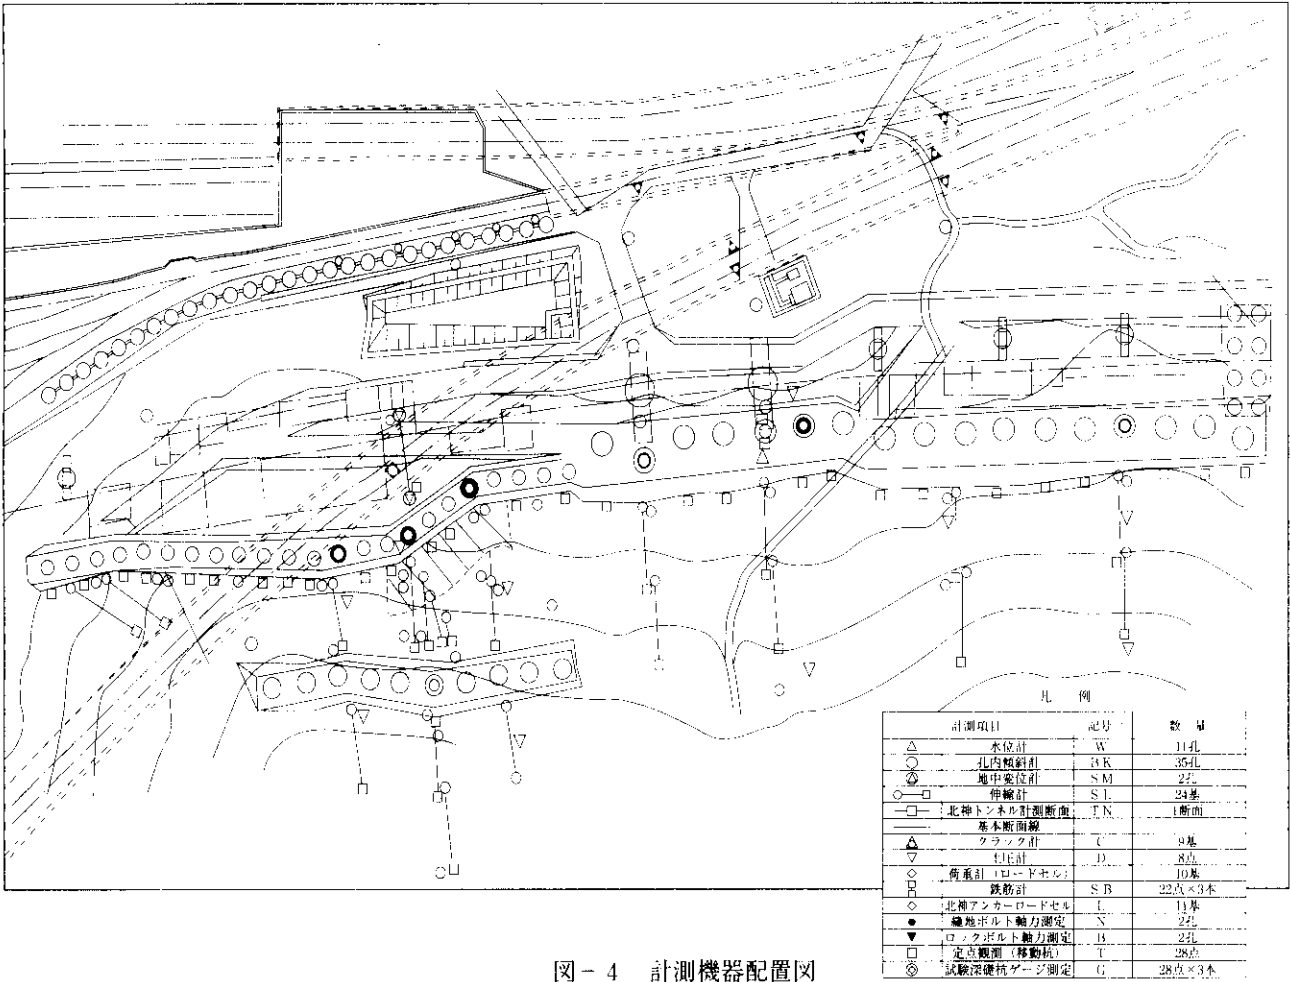 凡 例
計測項目 記号 数 量
△ 水位計 W 11孔
○ 孔内傾斜計 BK 35孔
地中変位計 SM 2孔
伸縮計 SL 24基
北神トンネル計測断面 TN 1断面
基本断面線
クラック計 C 9基
▽ 土圧計 D 8点
◇ 荷重計(ロードセル) 10基
鉄筋計 SB 22点×3本
◇ 北神アンカーロードセル L 11基
● 縫地ボルト軸力測定 N 2孔
▼ ロックボルト軸力測定 B 2孔
□ 定点観測(移動杭) T 28点
◎ 試験深礎杭ゲージ測定 G 28点×3本
図-4 計測機器配置図